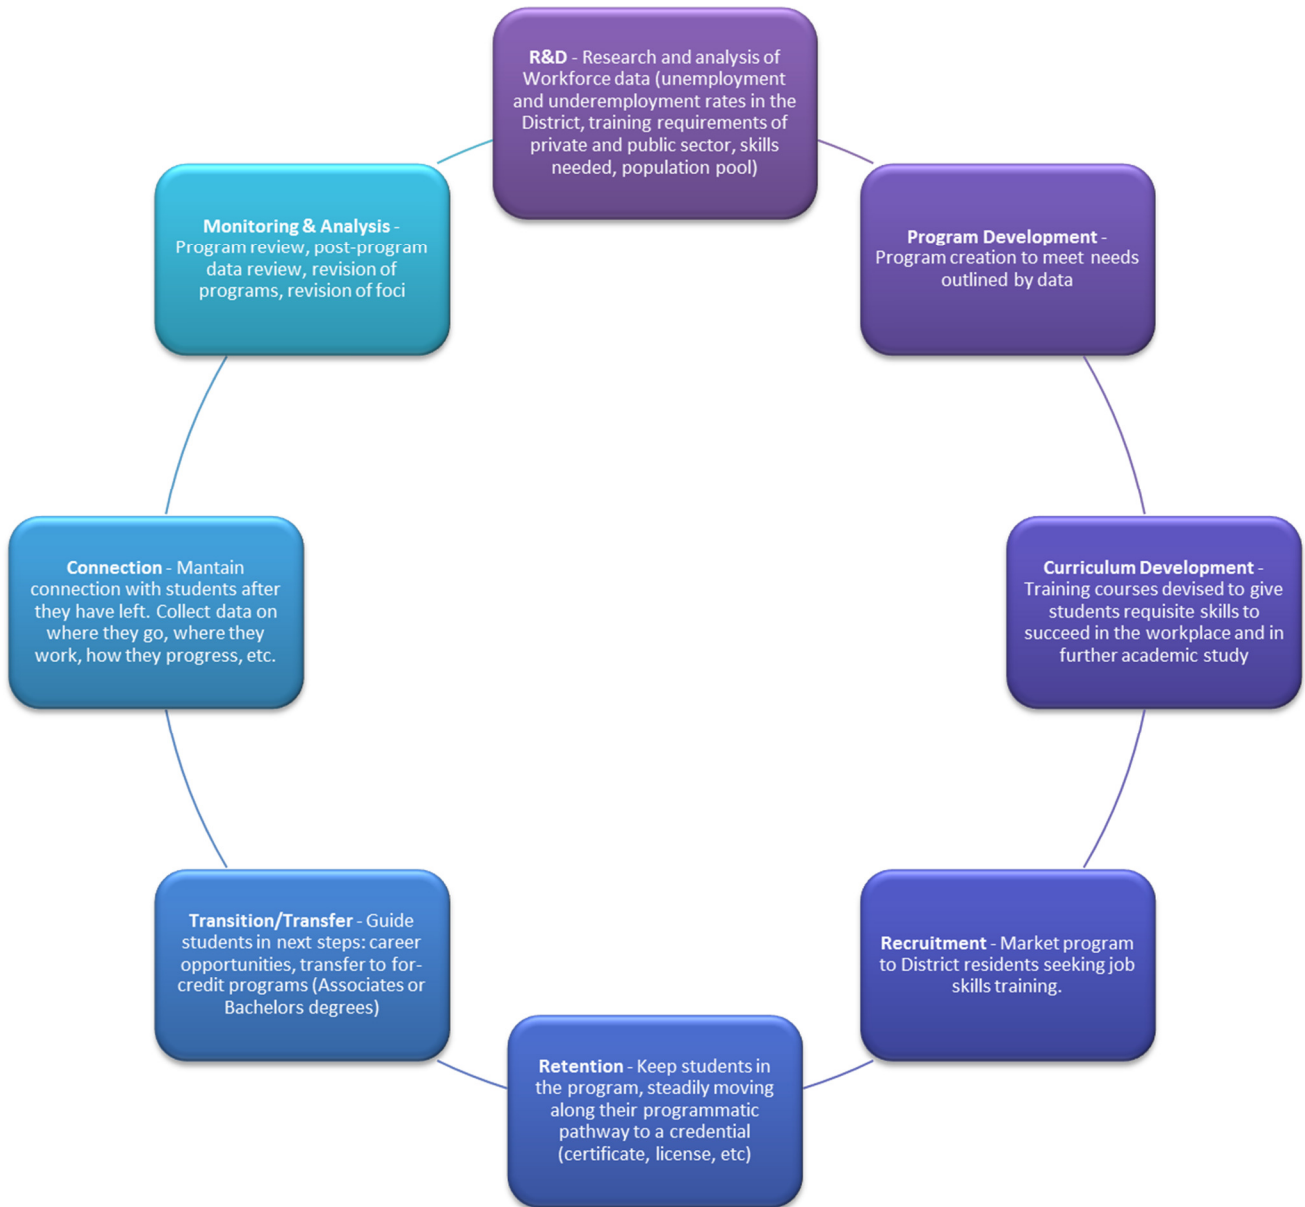 R&D - Research and analysis of
Workforce data (unemployment
and underemployment rates in the
District, training requirements of
private and public sector, skills
needed, population pool)
Program Development -
Program creation to meet needs
outlined by data
Curriculum Development -
Training courses devised to give
students requisite skills to
succeed in the workplace and in
further academic study
Recruitment - Market program
to District residents seeking job
skills training.
Retention - Keep students in
the program, steadily moving
along their programmatic
pathway to a credential
(certificate, license, etc)
Transition/Transfer - Guide
students in next steps: career
opportunities, transfer to for-
credit programs (Associates or
Bachelors degrees)
Connection - Mantain
connection with students after
they have left. Collect data on
where they go, where they
work, how they progress, etc.
Monitoring & Analysis -
Program review, post-program
data review, revision of
programs, revision of foci